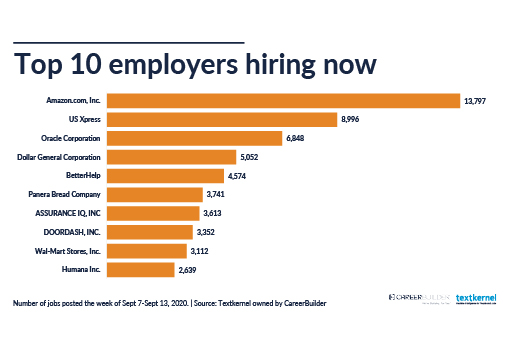 Top 10 employers hiring now
Amazon.com, Inc. 13,797
US Xpress 8,996
Oracle Corporation 6,848
Dollar General Corporation 5,052
BetterHelp 4,574
Panera Bread Company 3,741
ASSURANCE IQ, INC 3,613
DOORDASH, INC. 3,352
Wal-Mart Stores, Inc. 3,112
Humana Inc. 2,639
Number of jobs posted the week of Sept 7-Sept 13, 2020. | Source: Textkernel owned by CareerBuilder
CAREERBUILDER textkernel